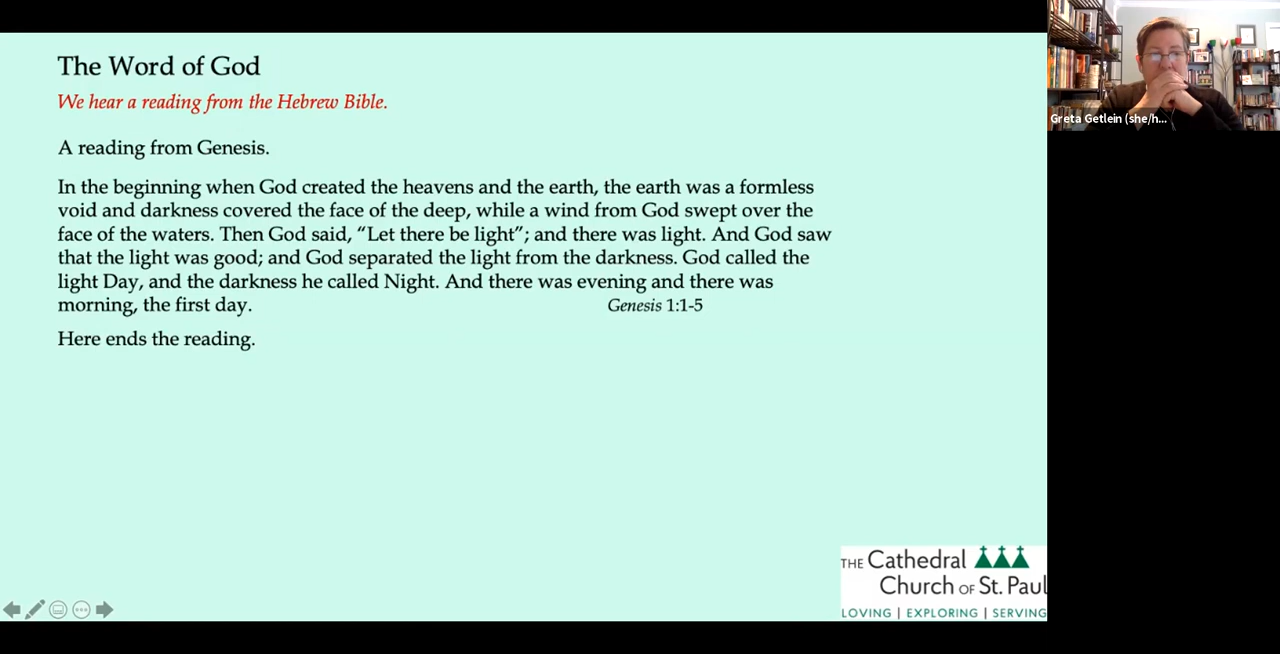 The Word of God
We hear a reading from the Hebrew Bible.
A reading from Genesis.
In the beginning when God created the heavens and the earth, the earth was a formless
void and darkness covered the face of the deep, while a wind from God swept over the
face of the waters. Then God said, “Let there be light”; and there was light. And God saw
that the light was good; and God separated the light from the darkness. God called the
light Day, and the darkness he called Night. And there was evening and there was
morning, the first day. Genesis 1:1-5
Here ends the reading.
Greta Getlein (she/h...
THE Cathedral
Church OF St. Paul
LOVING | EXPLORING | SERVING